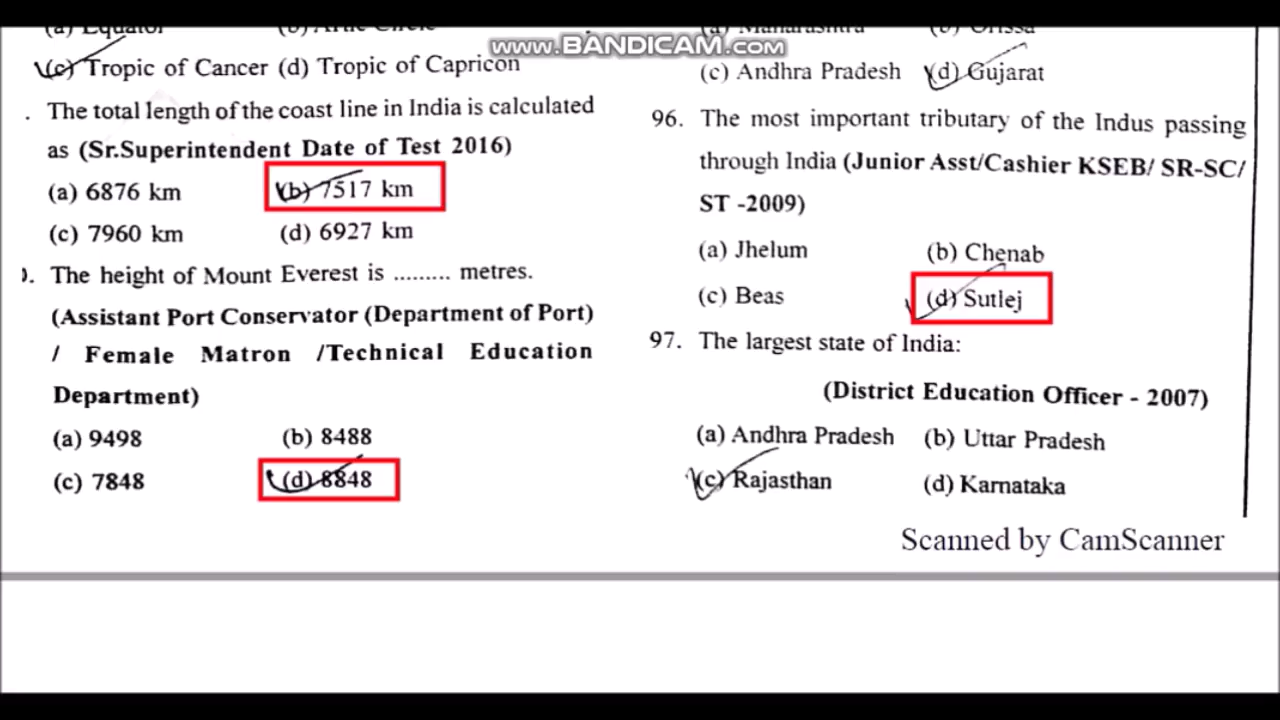 www.BANDICAM.com
(a) Equator (b) Artic Circle
(c) Tropic of Cancer (d) Tropic of Capricon
. The total length of the coast line in India is calculated
as (Sr.Superintendent Date of Test 2016)
(a) 6876 km (b) 7517 km
(c) 7960 km (d) 6927 km
. The height of Mount Everest is ......... metres.
(Assistant Port Conservator (Department of Port)
/ Female Matron /Technical Education
Department)
(a) 9498 (b) 8488
(c) 7848 (d) 8848
(a) Maharashtra (b) Orissa
(c) Andhra Pradesh (d) Gujarat
96. The most important tributary of the Indus passing
through India (Junior Asst/Cashier KSEB/ SR-SC/
ST -2009)
(a) Jhelum (b) Chenab
(c) Beas (d) Sutlej
97. The largest state of India:
(District Education Officer - 2007)
(a) Andhra Pradesh (b) Uttar Pradesh
(c) Rajasthan (d) Karnataka
Scanned by CamScanner